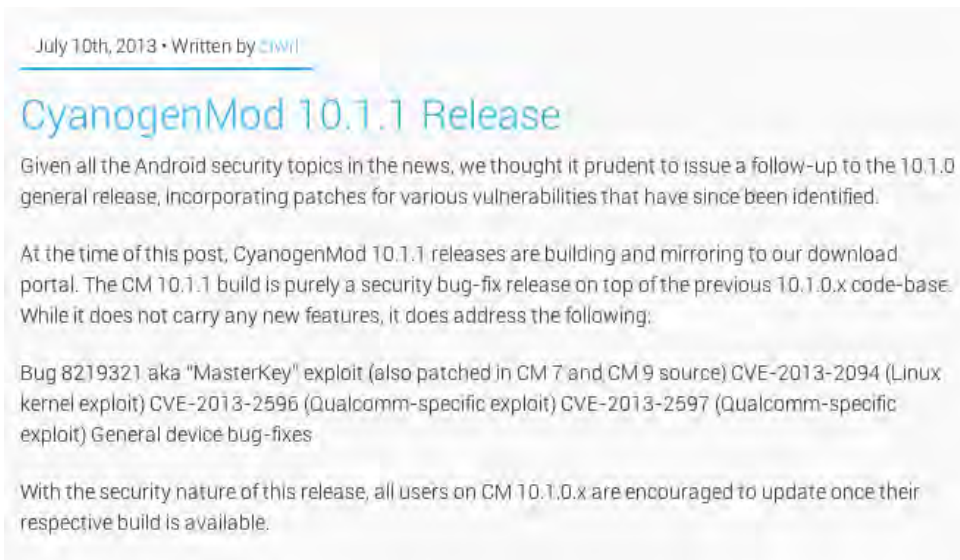 July 10th, 2013 • Written by ciwrl
CyanogenMod 10.1.1 Release
Given all the Android security topics in the news, we thought it prudent to issue a follow-up to the 10.1.0
general release, incorporating patches for various vulnerabilities that have since been identified.
At the time of this post, CyanogenMod 10.1.1 releases are building and mirroring to our download
portal. The CM 10.1.1 build is purely a security bug-fix release on top of the previous 10.1.0.x code-base.
While it does not carry any new features, it does address the following:
Bug 8219321 aka "MasterKey" exploit (also patched in CM 7 and CM 9 source) CVE-2013-2094 (Linux
kernel exploit) CVE-2013-2596 (Qualcomm-specific exploit) CVE-2013-2597 (Qualcomm-specific
exploit) General device bug-fixes
With the security nature of this release, all users on CM 10.1.0.x are encouraged to update once their
respective build is available.